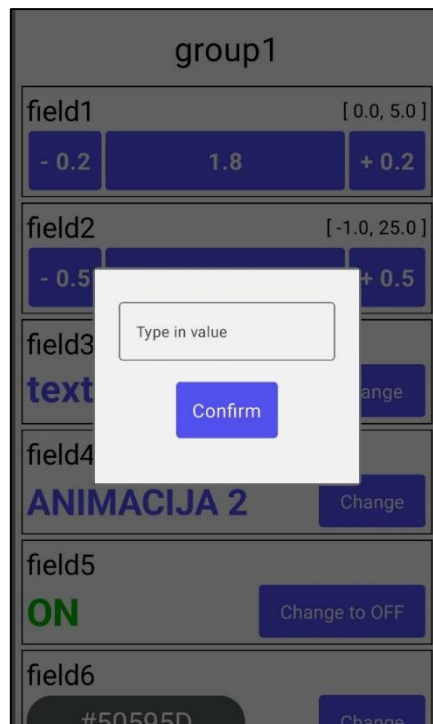 group1
field1 [ 0.0, 5.0 ]
- 0.2 1.8 + 0.2
field2 [ -1.0, 25.0 ]
- 0.5 + 0.5
Type in value
field3
text
Confirm
field4
ANIMACIJA 2 Change
field5
ON Change to OFF
field6
#50595D Change